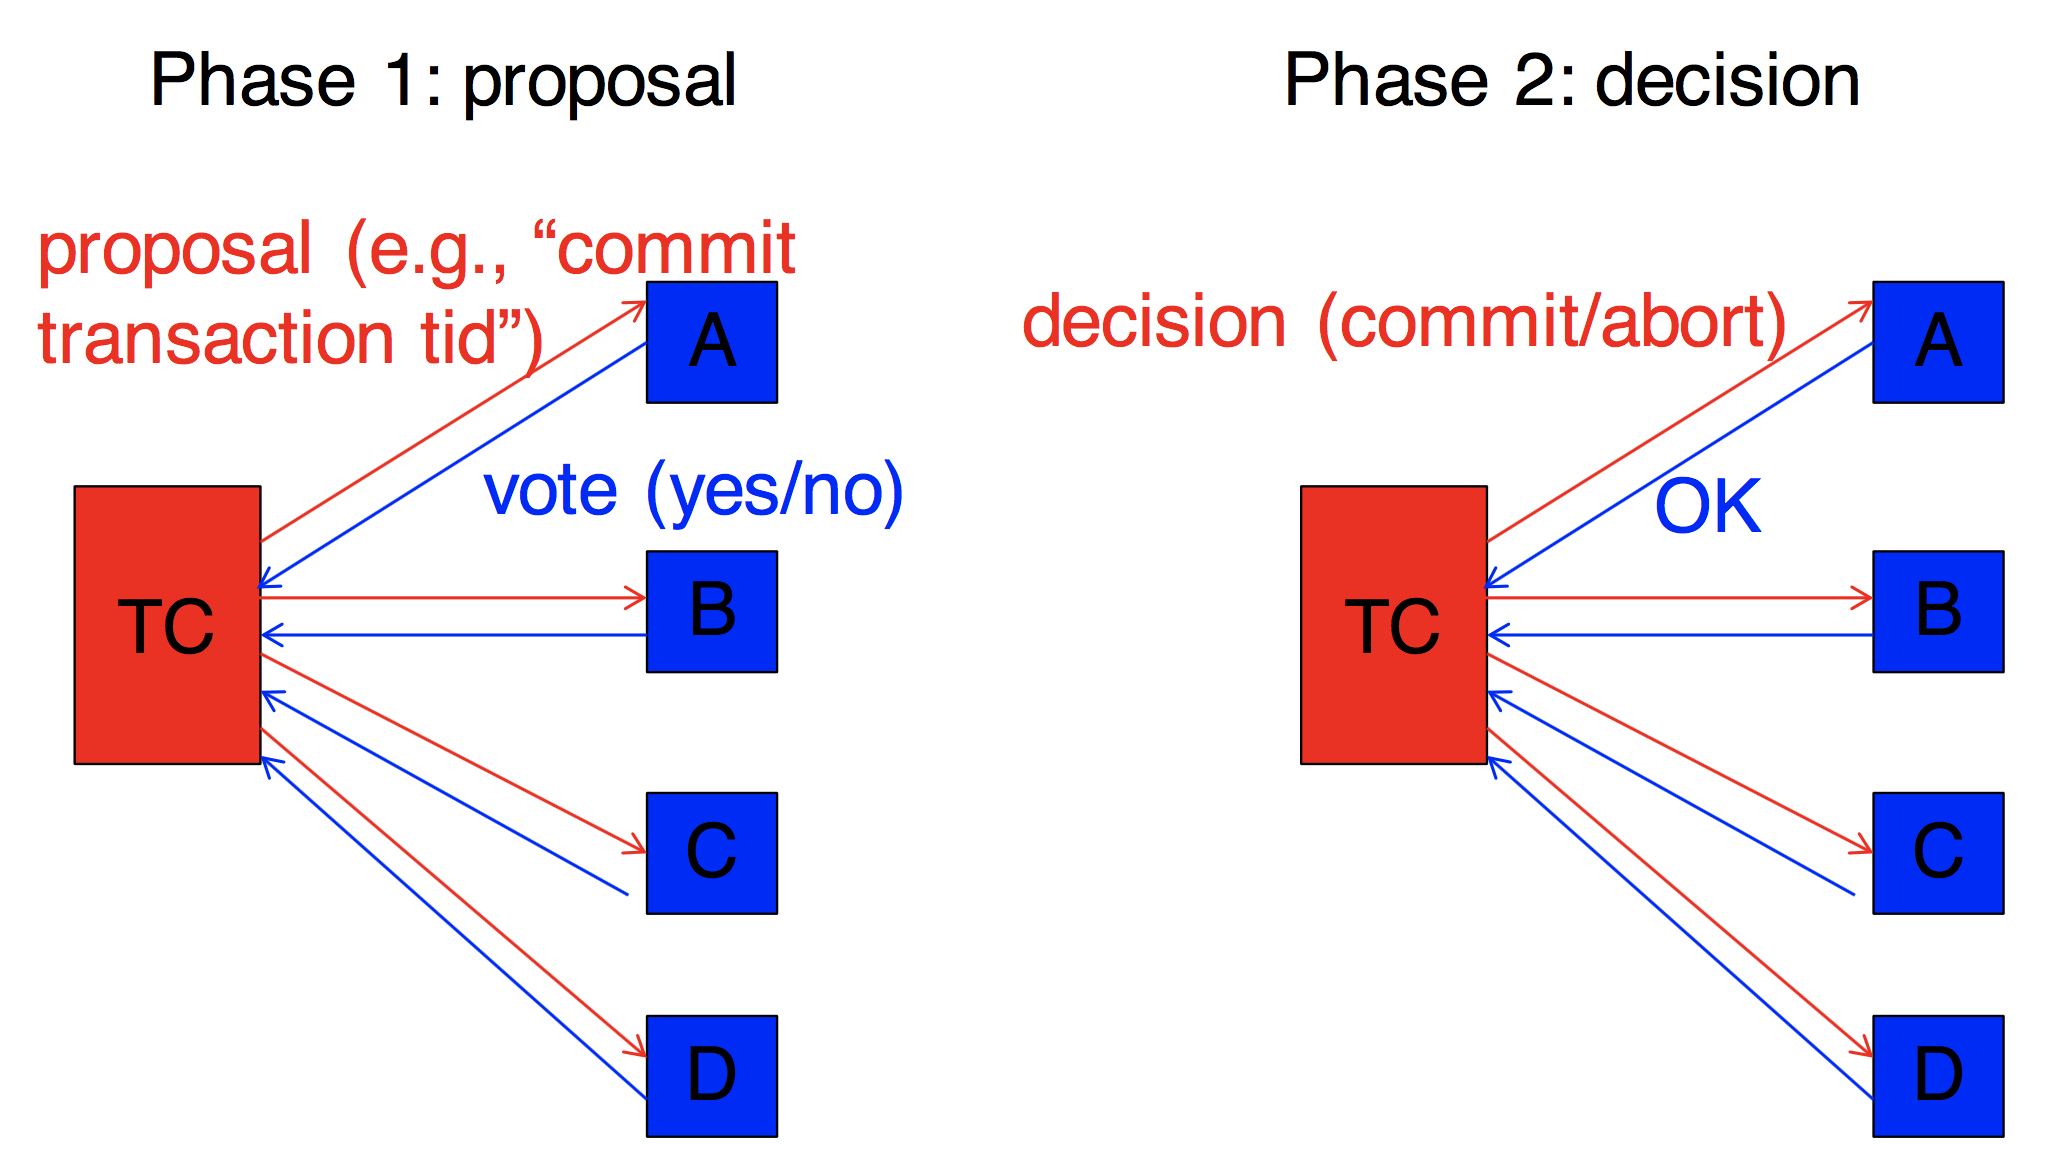 Phase 1: proposal
proposal (e.g., “commit
transaction tid”)
A
vote (yes/no)
TC
B
C
D
Phase 2: decision
decision (commit/abort)
A
OK
TC
B
C
D